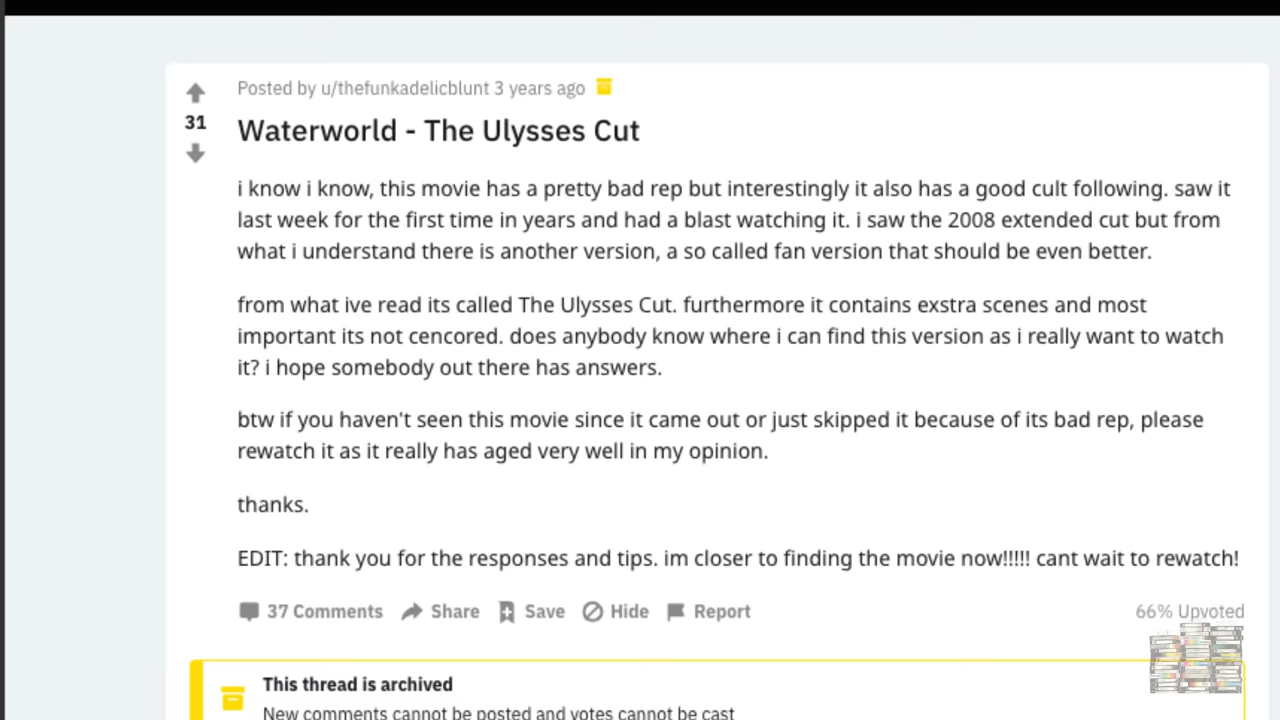 Posted by u/thefunkadelicblunt 3 years ago
31
Waterworld - The Ulysses Cut
i know i know, this movie has a pretty bad rep but interestingly it also has a good cult following. saw it
last week for the first time in years and had a blast watching it. i saw the 2008 extended cut but from
what i understand there is another version, a so called fan version that should be even better.
from what ive read its called The Ulysses Cut. furthermore it contains exstra scenes and most
important its not cencored. does anybody know where i can find this version as i really want to watch
it? i hope somebody out there has answers.
btw if you haven't seen this movie since it came out or just skipped it because of its bad rep, please
rewatch it as it really has aged very well in my opinion.
thanks.
EDIT: thank you for the responses and tips. im closer to finding the movie now!!!!! cant wait to rewatch!
37 Comments Share Save Hide Report 66% Upvoted
This thread is archived
New comments cannot be posted and votes cannot be cast